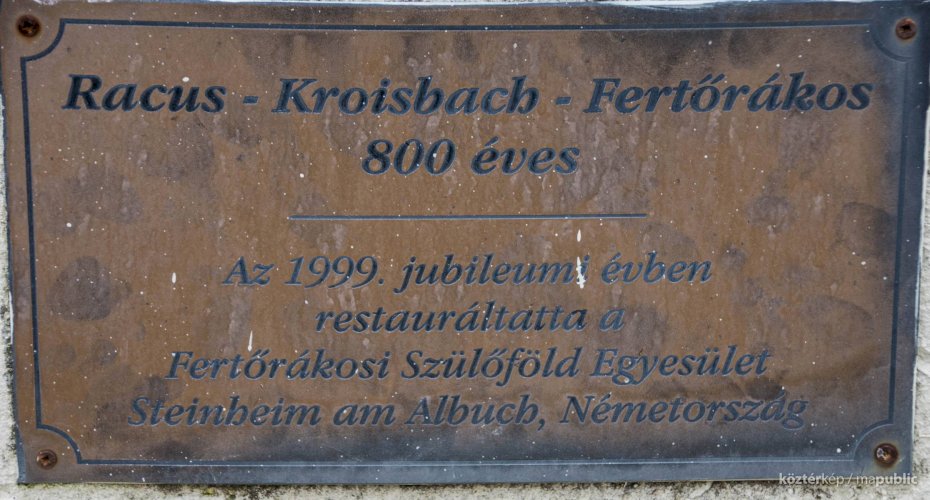 Racus - Kroisbach - Fertőrákos
800 éves
Az 1999. jubileumi évben
restauráltatta a
Fertőrákosi Szülőföld Egyesület
Steinheim am Albuch, Németország
köztérkép / mapublic